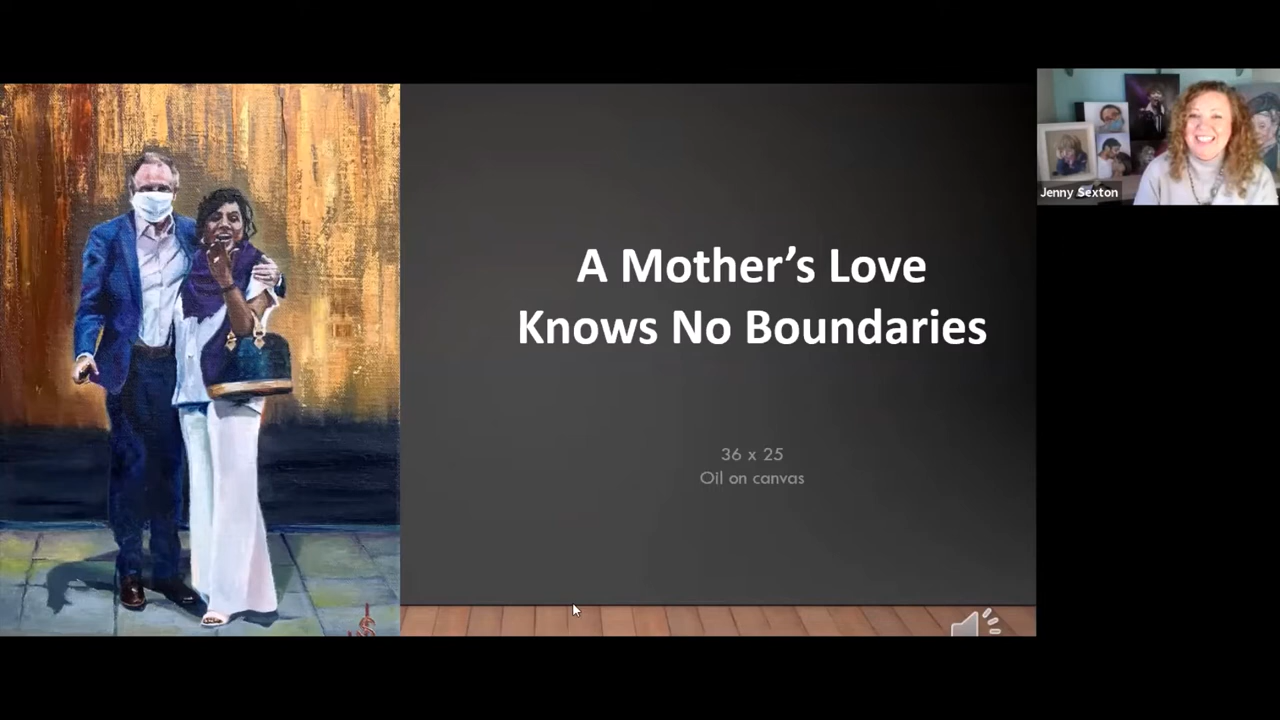 A Mother’s Love
Knows No Boundaries
36 x 25
Oil on canvas
Jenny Sexton